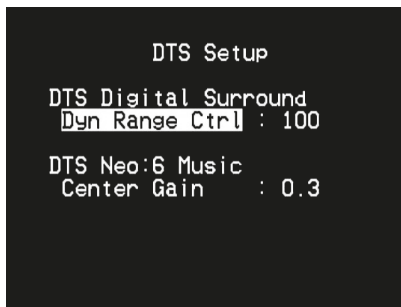 DTS Setup
DTS Digital Surround
Dyn Range Ctrl : 100
DTS Neo:6 Music
Center Gain : 0.3